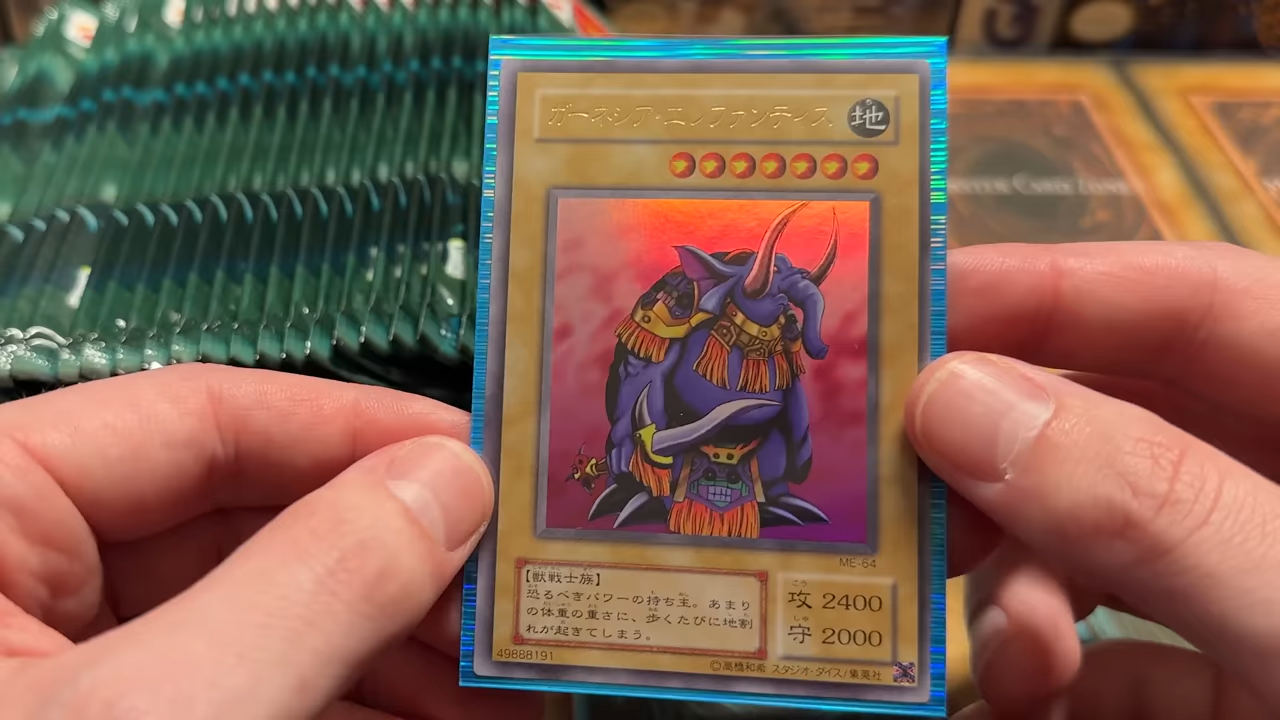 ガーネシア・エレファンティス
地
ME-64
【獣戦士族】
恐るべきパワーの持ち主。あまり
の体重の重さに、歩くたびに地割
れが起きてしまう。
攻 2400
守 2000
49888191
©高橋和希 スタジオ・ダイス/集英社